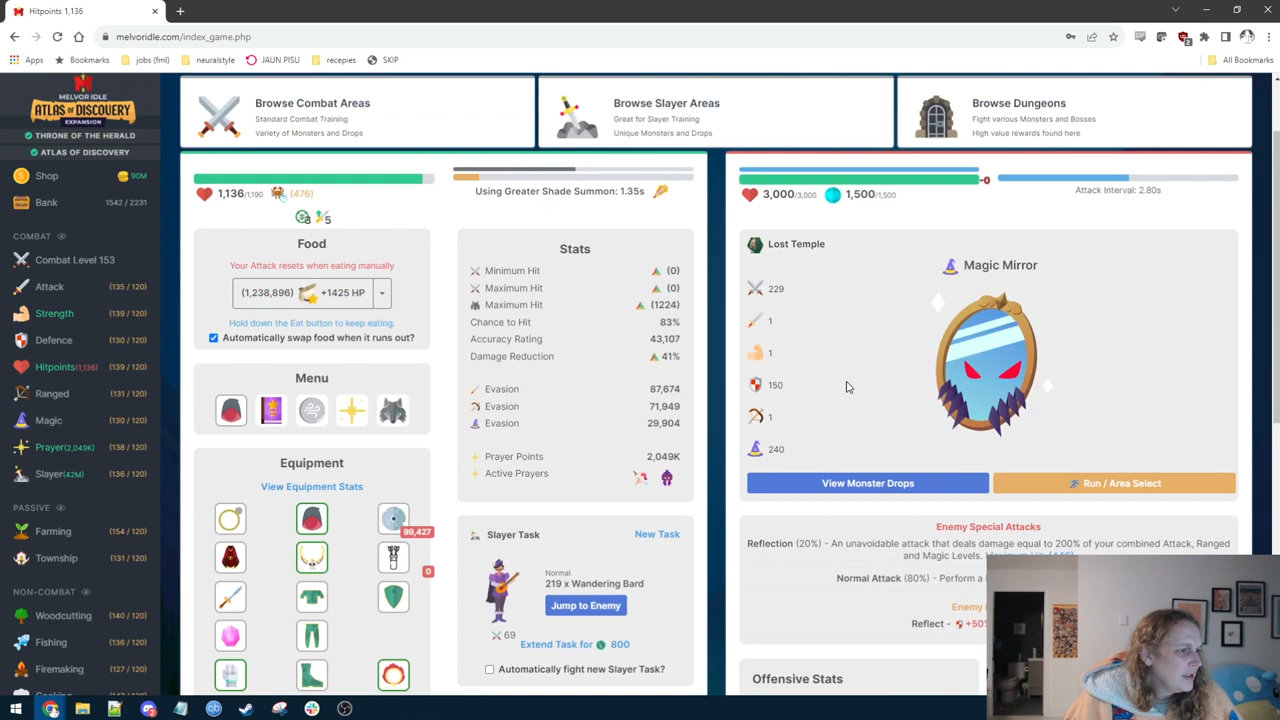 Hitpoints 1,136
melvoridle.com/index_game.php
Apps
Bookmarks
jobs (fml)
neuralstyle
JAUN PISU
recepies
SKIP
All Bookmarks
MELVOR IDLE
ATLAS OF DISCOVERY
EXPANSION
THRONE OF THE HERALD
ATLAS OF DISCOVERY
Shop 90M
Bank 1542 / 2231
COMBAT
Combat Level 153
Attack (135 / 120)
Strength (139 / 120)
Defence (130 / 120)
Hitpoints (1,136) (139 / 120)
Ranged (131 / 120)
Magic (130 / 120)
Prayer (2,049K) (138 / 120)
Slayer (42M) (136 / 120)
PASSIVE
Farming (154 / 120)
Township (131 / 120)
NON-COMBAT
Woodcutting (140 / 120)
Fishing (136 / 120)
Firemaking (127 / 120)
Browse Combat Areas
Standard Combat Training
Variety of Monsters and Drops
Browse Slayer Areas
Great for Slayer Training
Unique Monsters and Drops
Browse Dungeons
Fight various Monsters and Bosses
High value rewards found here
1,136/1,190 (476)
5
Food
Your Attack resets when eating manually
(1,238,896) +1425 HP
Hold down the Eat button to keep eating.
Automatically swap food when it runs out?
Menu
Equipment
View Equipment Stats
99,427
0
Using Greater Shade Summon: 1.35s
Stats
Minimum Hit (0)
Maximum Hit (0)
Maximum Hit (1224)
Chance to Hit 83%
Accuracy Rating 43,107
Damage Reduction 41%
Evasion 87,674
Evasion 71,949
Evasion 29,904
Prayer Points 2,049K
Active Prayers
Slayer Task New Task
Normal
219 x Wandering Bard
Jump to Enemy
69
Extend Task for 800
Automatically fight new Slayer Task?
-0
3,000/3,000 1,500/1,500
Attack Interval: 2.80s
Lost Temple
Magic Mirror
229
1
1
150
1
240
View Monster Drops
Run / Area Select
Enemy Special Attacks
Reflection (20%) - An unavoidable attack that deals damage equal to 200% of your combined Attack, Ranged
and Magic Levels.
Normal Attack (80%) - Perform a
Enemy
Reflect - +50%
Offensive Stats